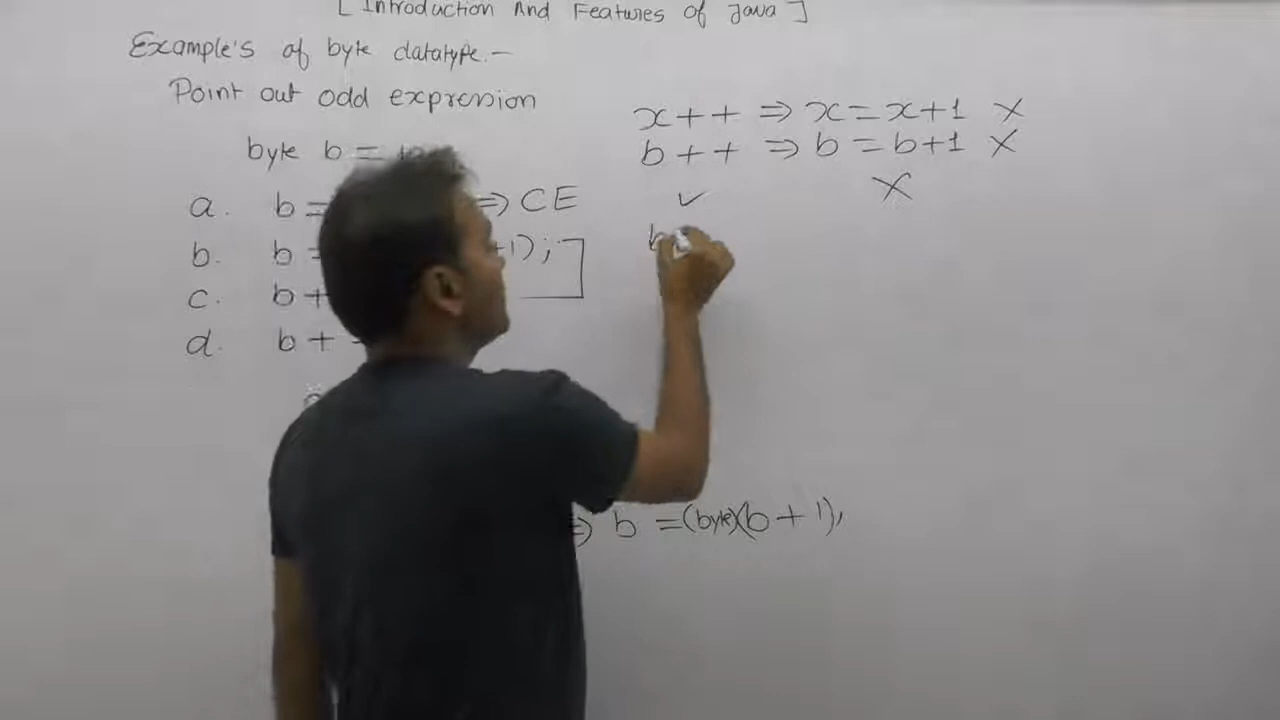 [ Introduction And Features of Java ]
Example's of byte datatype.-
Point out odd expression
byte b =
a. b = ⇒ CE
b. b = +1);
c. b+
d. b+
x++ ⇒ x=x+1 ✗
b++ ⇒ b=b+1 ✗
✓ ✗
b
⇒ b =(byte)(b+1),